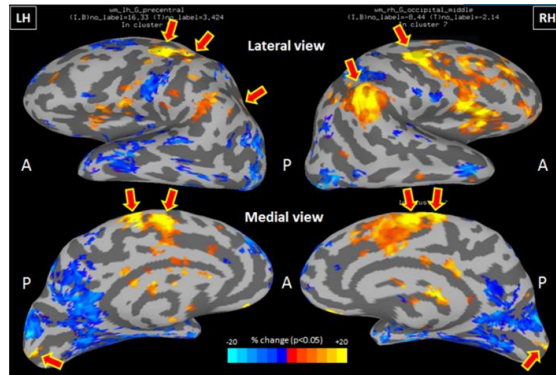 LH
wm_lh_G_precentral
(I,B)no_label=16,33 (T)no_label=3,424
In cluster
wm_rh_G_occipital_middle
(I,B)no_label=-8,44 (T)no_label=-2.14
In cluster 7
RH
Lateral view
A
P
A
Medial view
P
A
P
-20
% change (p<0.05)
+20